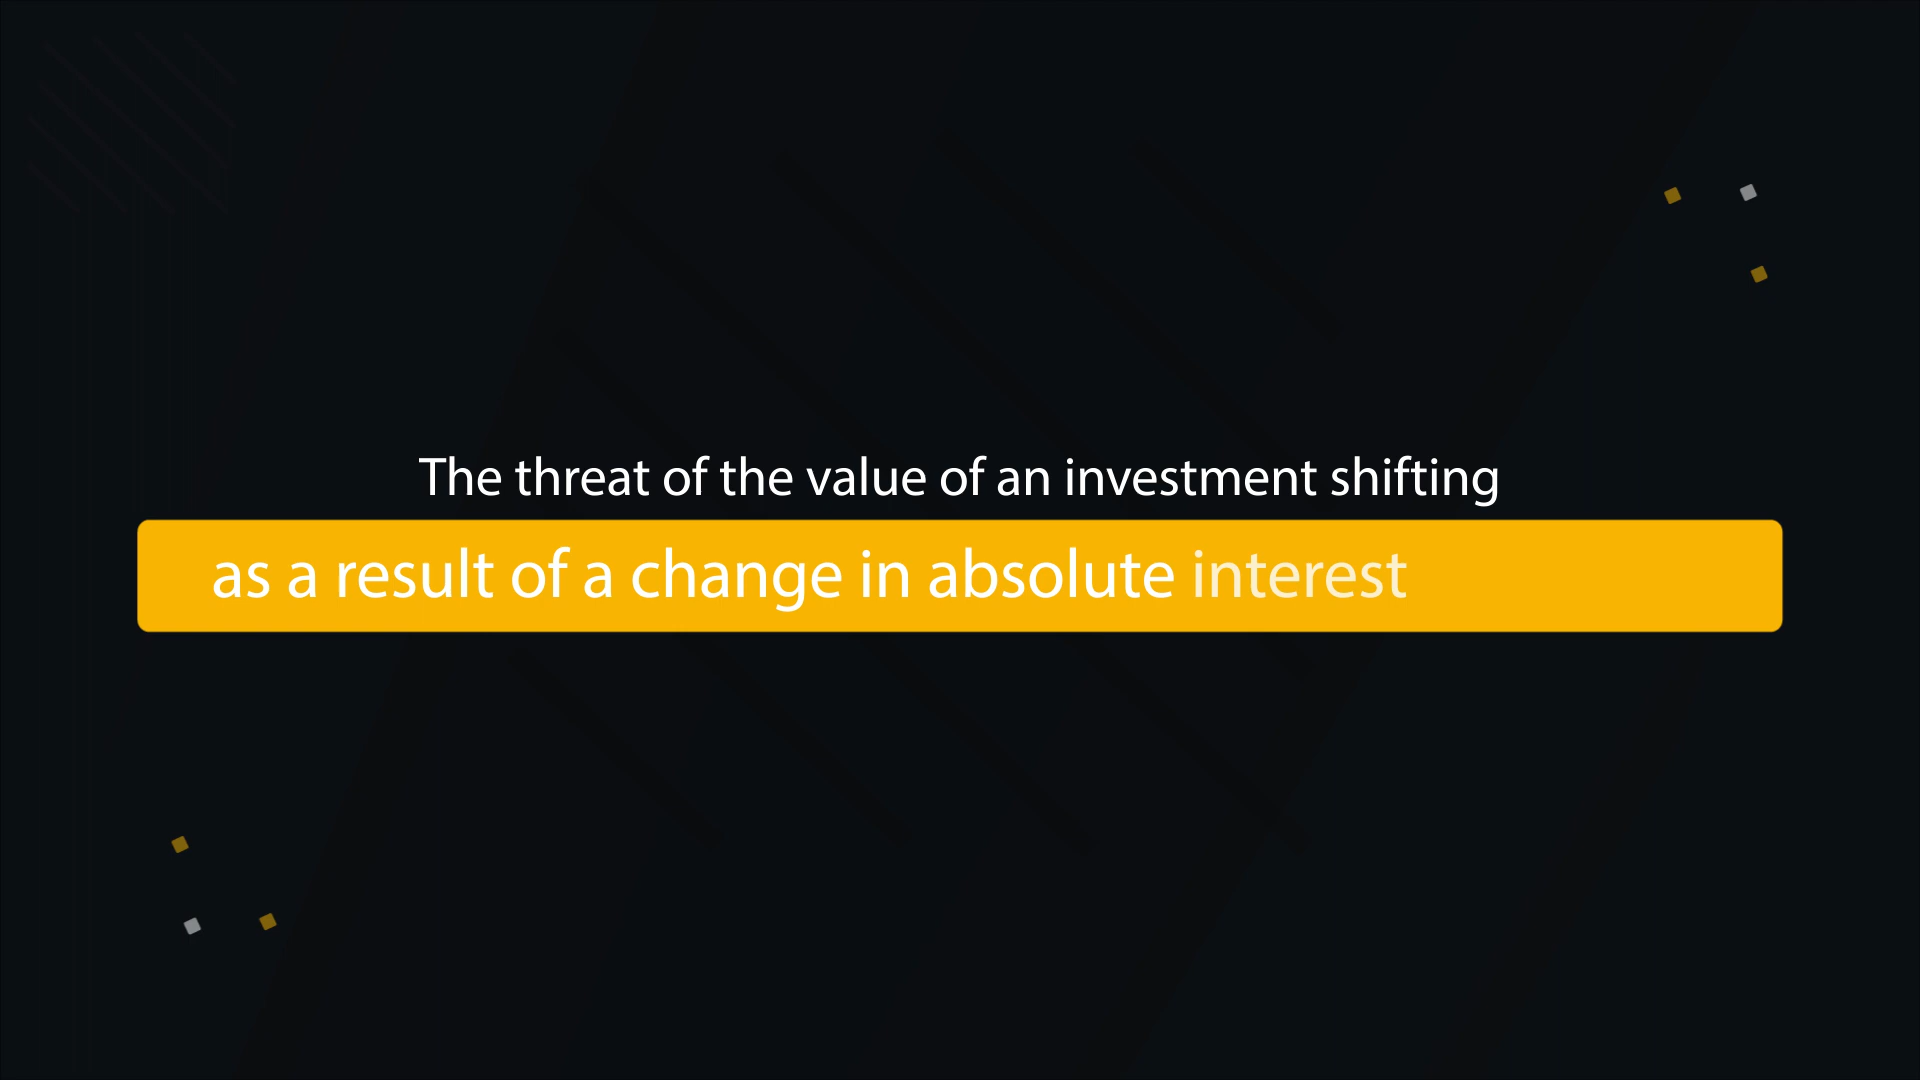 The threat of the value of an investment shifting
as a result of a change in absolute interest